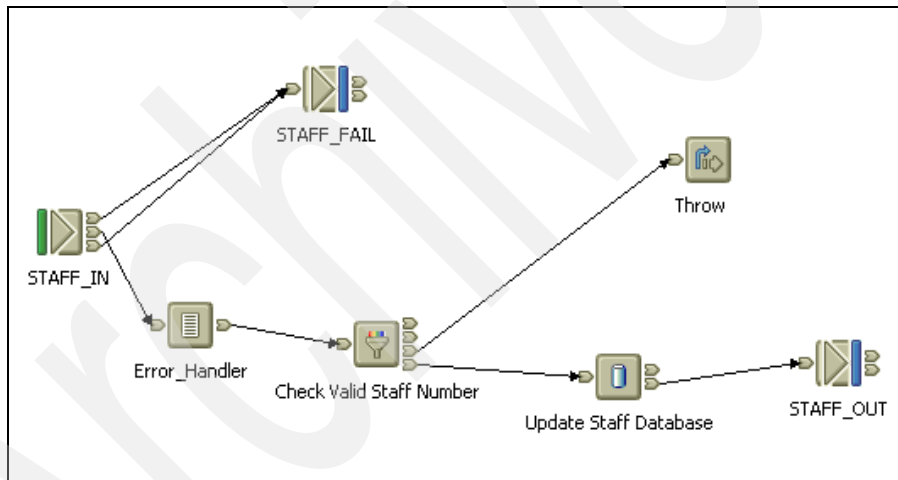 STAFF_FAIL
Throw
STAFF_IN
Error_Handler
Check Valid Staff Number
Update Staff Database
STAFF_OUT